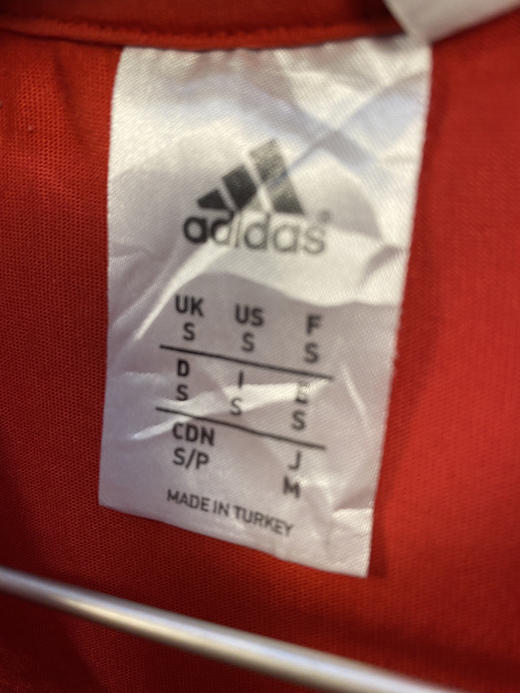 adidas®
UK US F
S S S
D I E
S S S
CDN J
S/P M
MADE IN TURKEY